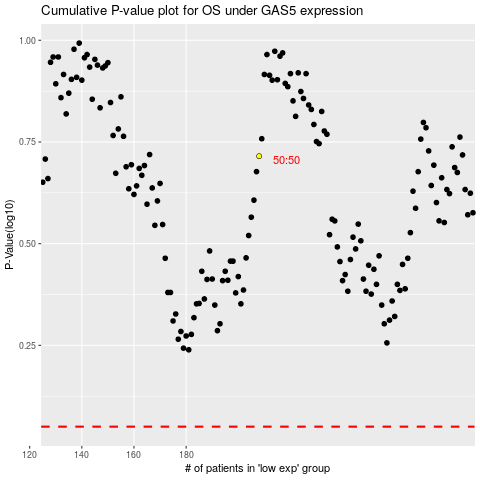 Cumulative P-value plot for OS under GAS5 expression
P-Value(log10)
1.00
0.75
0.50
0.25
50:50
120 140 160 180
# of patients in 'low exp' group